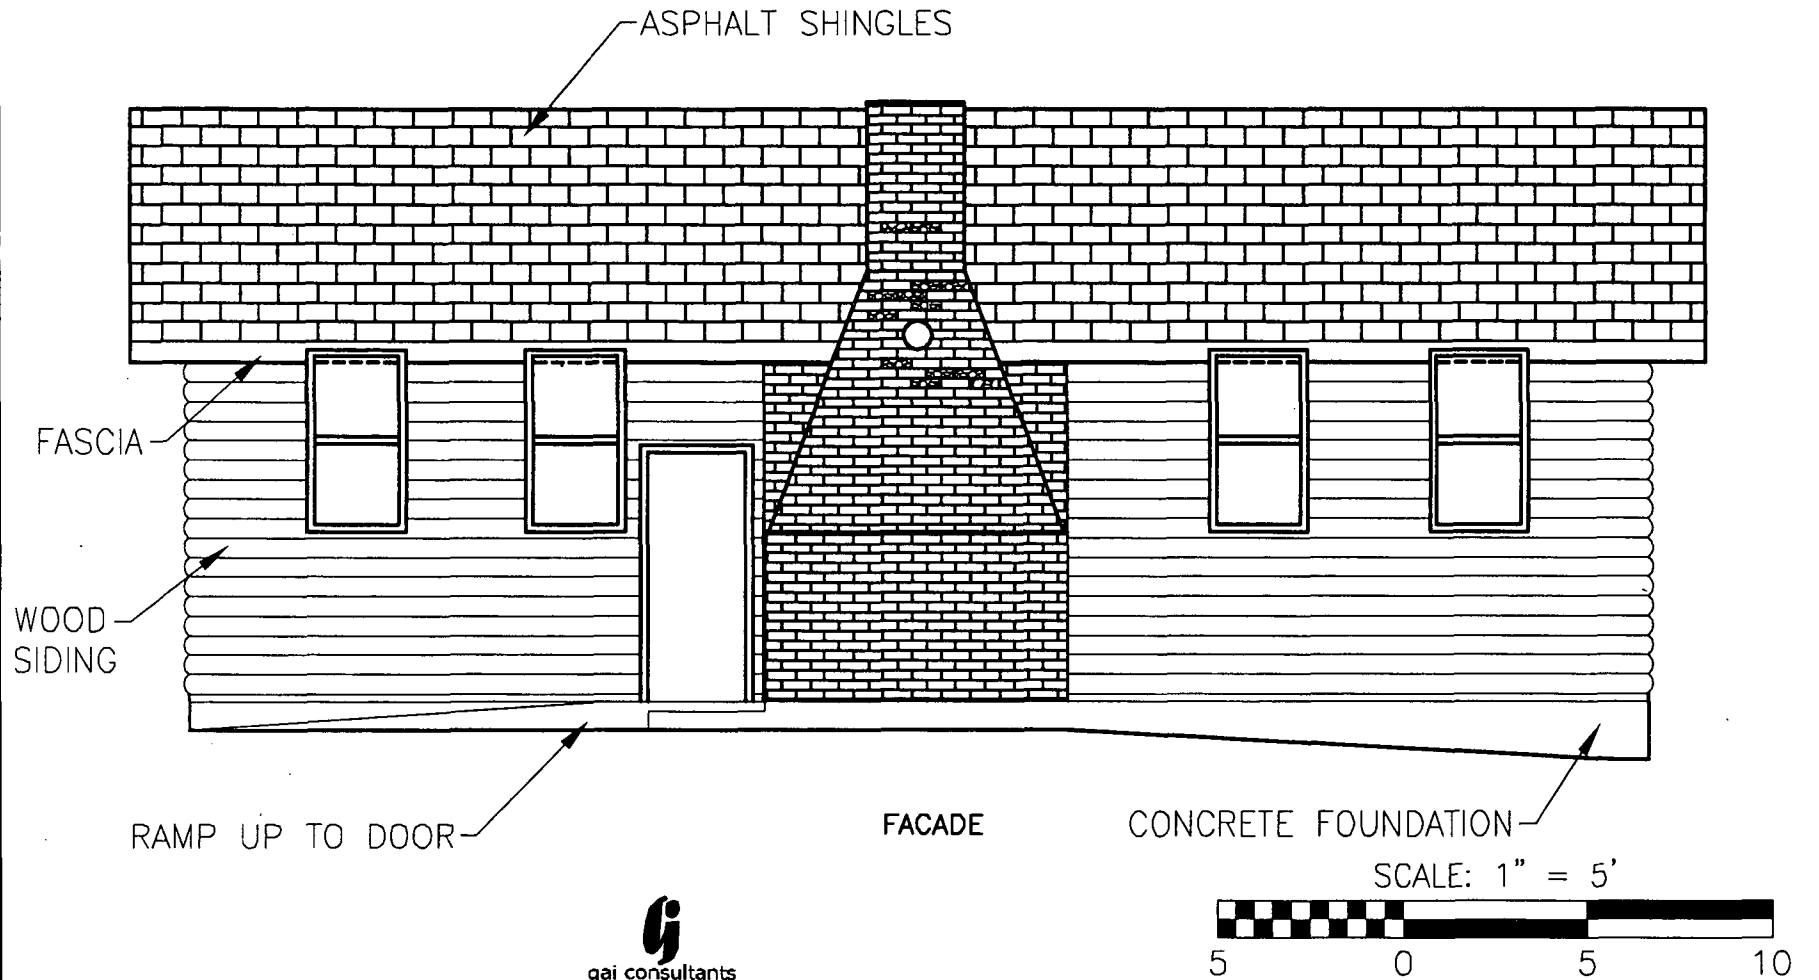 ASPHALT SHINGLES
FASCIA
WOOD
SIDING
RAMP UP TO DOOR
FACADE
CONCRETE FOUNDATION
SCALE: 1" = 5'
5 0 5 10
gai consultants